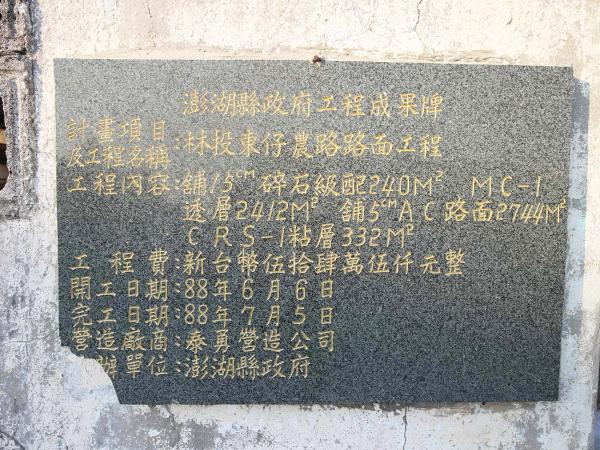 澎湖縣政府工程成果牌
計畫項目
及工程名稱:林投東仔農路路面工程
工程內容:舖15cm碎石級配240M² MC-1
透層2412M² 舖5cmAC路面2744M²
CRS-1粘層332M²
工程費:新台幣伍拾肆萬伍仟元整
開工日期:88年6月6日
完工日期:88年7月5日
營造廠商:泰勇營造公司
辦單位:澎湖縣政府